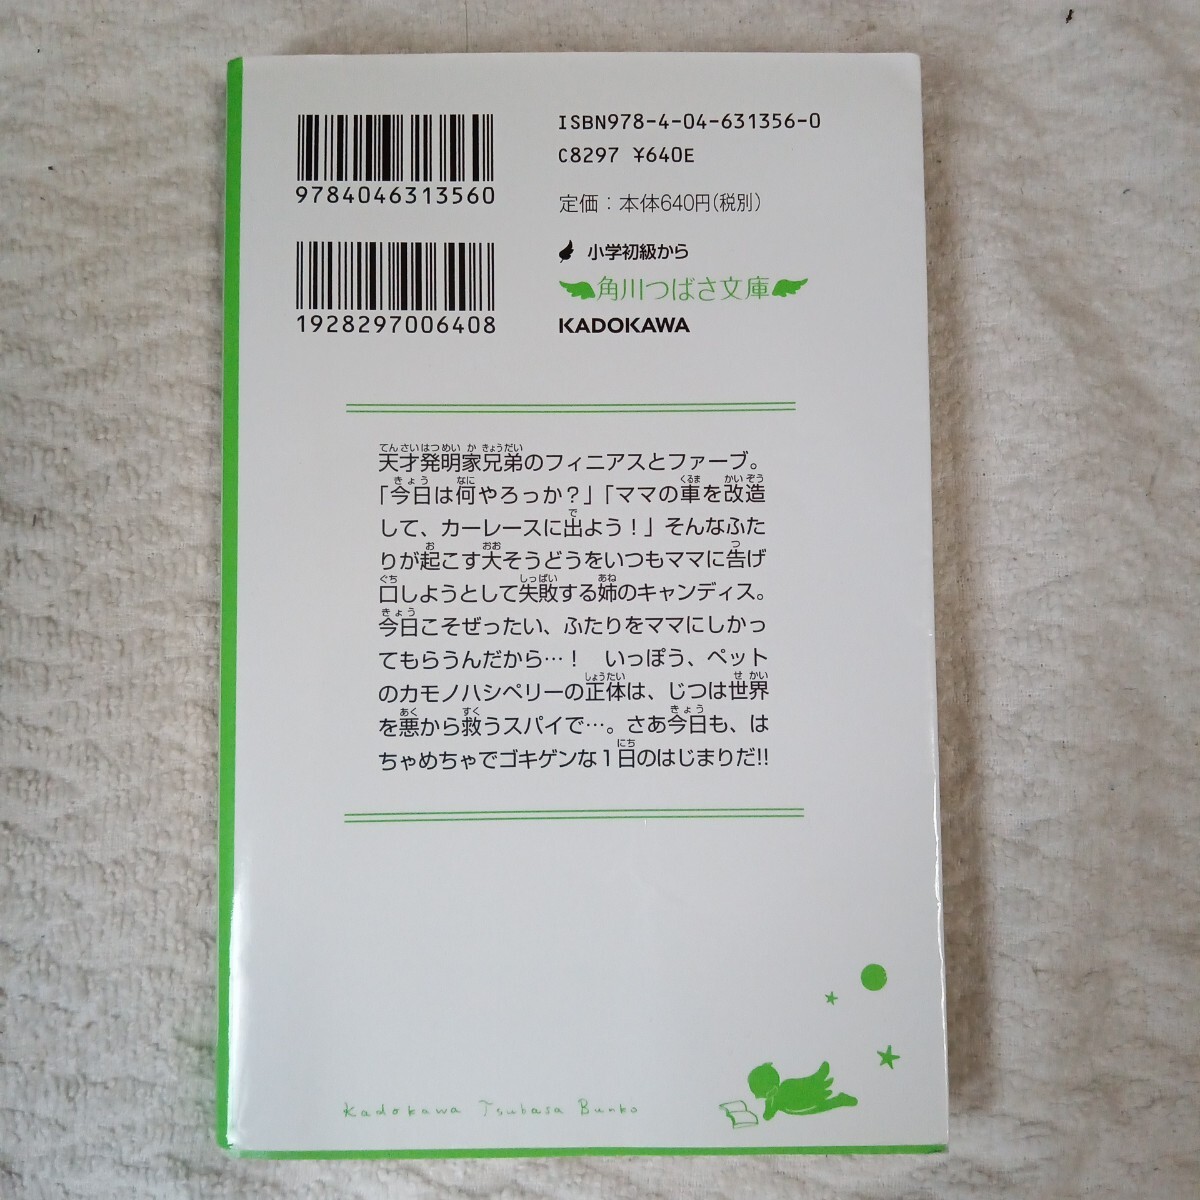 ISBN978-4-04-631356-0
C8297 ¥640E
9784046313560
定価：本体640円(税別)
小学初級から
角川つばさ文庫
KADOKAWA
1928297006408
天才発明家兄弟のフィニアスとファーブ。
「今日は何やろっか？」「ママの車を改造
して、カーレースに出よう！」そんなふた
りが起こす大そうどうをいつもママに告げ
口しようとして失敗する姉のキャンディス。
今日こそぜったい、ふたりをママにしかっ
てもらうんだから…！　いっぽう、ペット
のカモノハシペリーの正体は、じつは世界
を悪から救うスパイで…。さあ今日も、は
ちゃめちゃでゴキゲンな１日のはじまりだ!!
Kadokawa Tsubasa Bunko